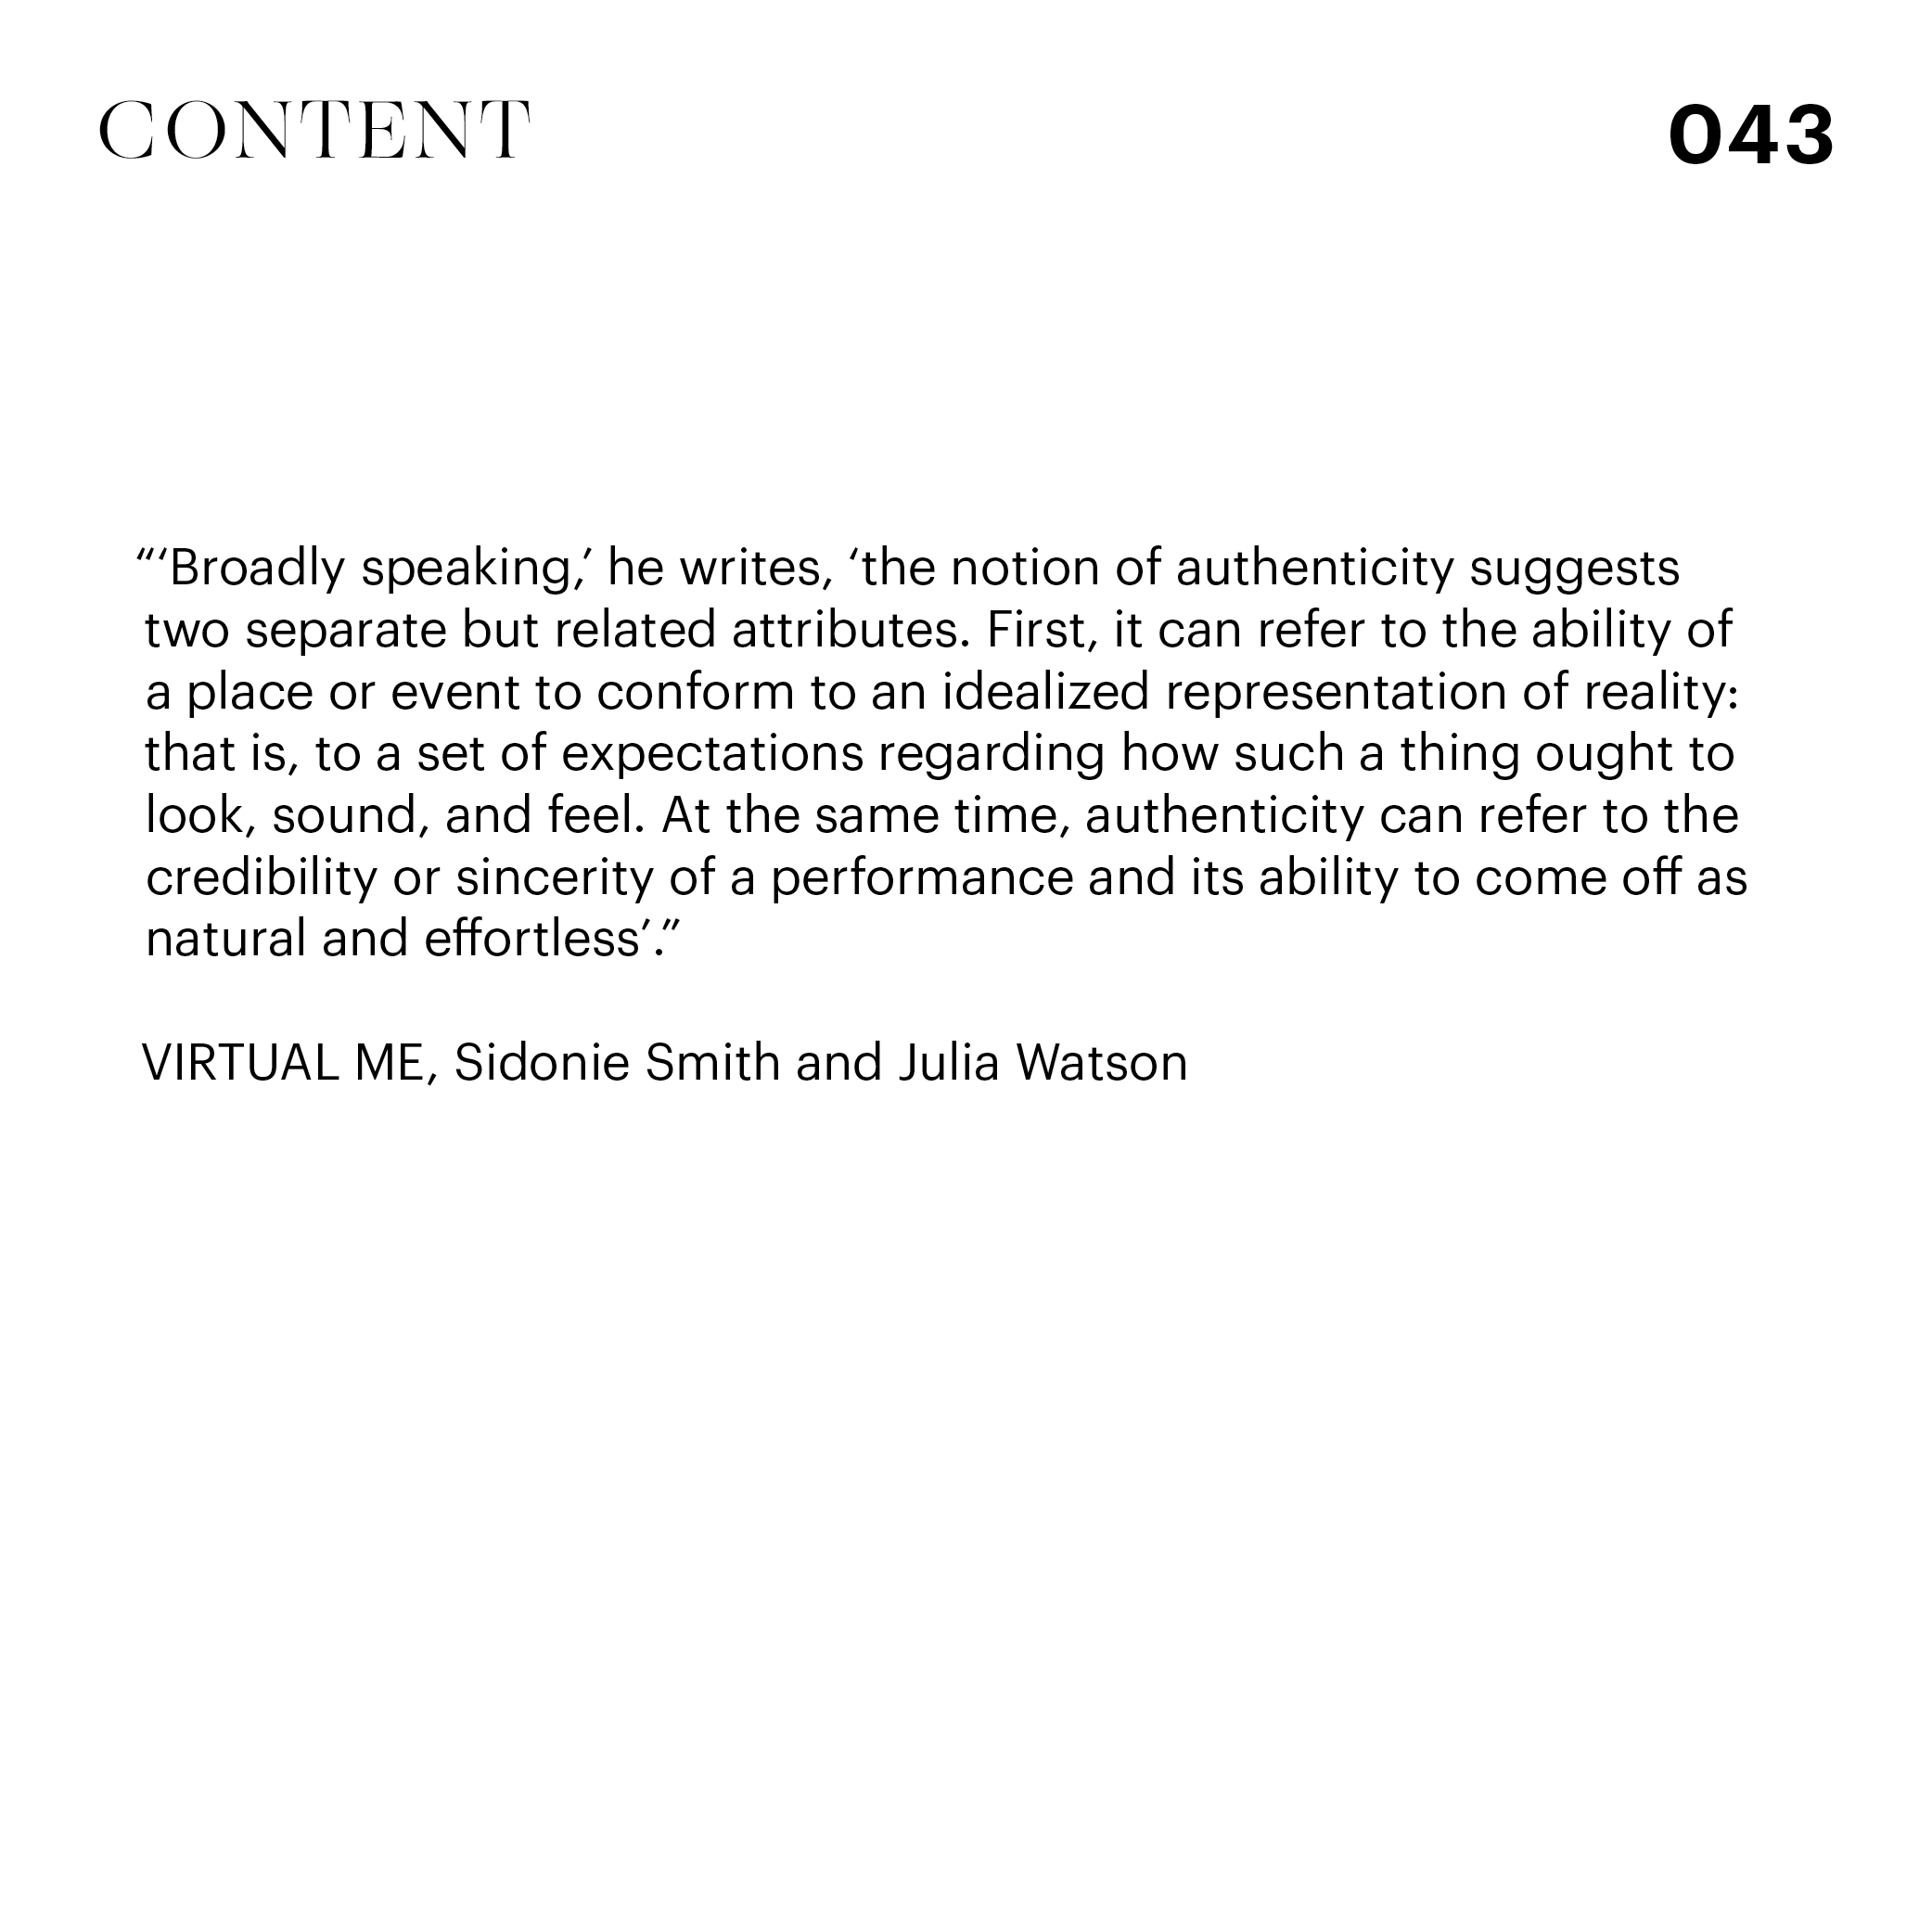 CONTENT
043
“‘Broadly speaking,’ he writes, ‘the notion of authenticity suggests
two separate but related attributes. First, it can refer to the ability of
a place or event to conform to an idealized representation of reality:
that is, to a set of expectations regarding how such a thing ought to
look, sound, and feel. At the same time, authenticity can refer to the
credibility or sincerity of a performance and its ability to come off as
natural and effortless’.”
VIRTUAL ME, Sidonie Smith and Julia Watson